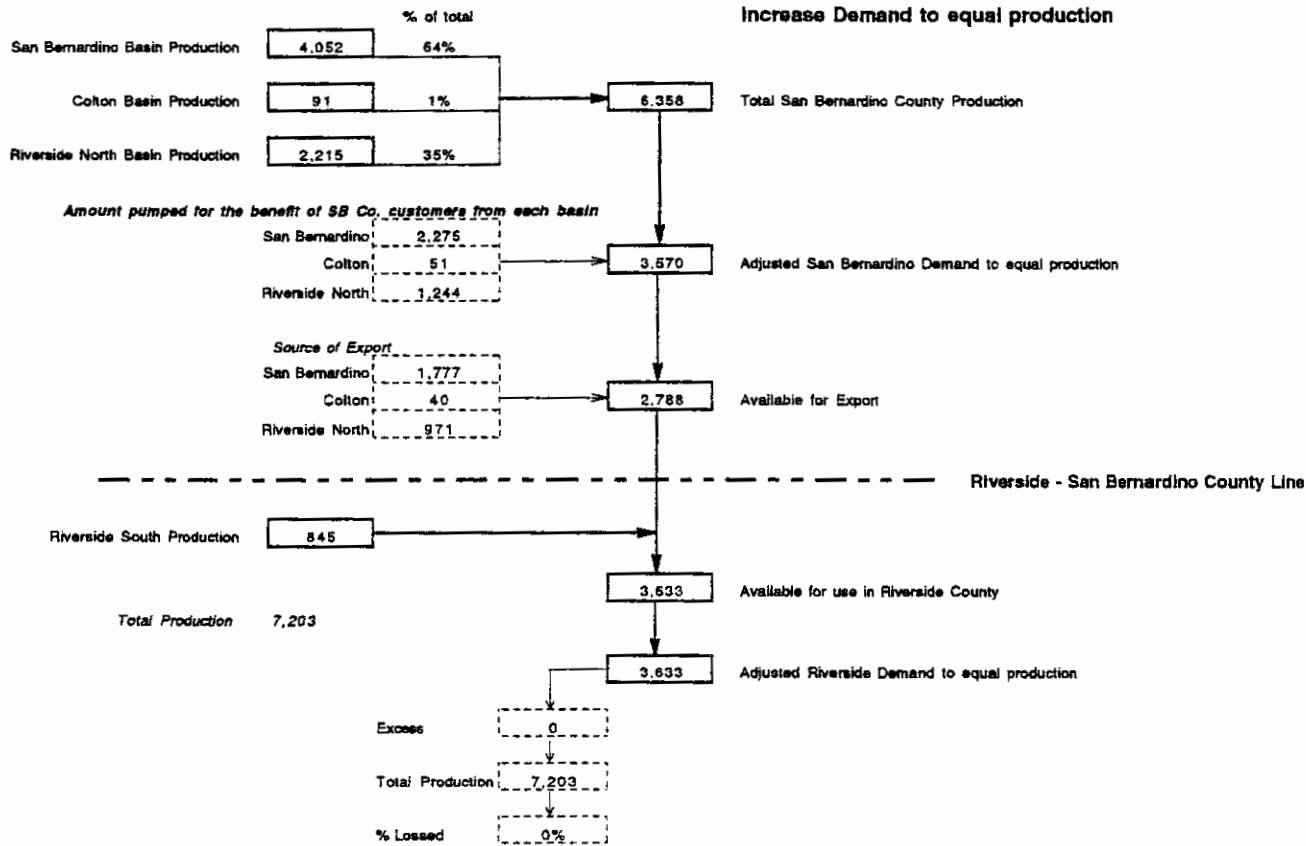 % of total
Increase Demand to equal production
San Bernardino Basin Production 4,052 64%
Colton Basin Production 91 1% 6,358 Total San Bernardino County Production
Riverside North Basin Production 2,215 35%
Amount pumped for the benefit of SB Co. customers from each basin
San Bernardino 2,275
Colton 51 3,570 Adjusted San Bernardino Demand to equal production
Riverside North 1,244
Source of Export
San Bernardino 1,777
Colton 40 2,788 Available for Export
Riverside North 971
Riverside - San Bernardino County Line
Riverside South Production 845
3,633 Available for use in Riverside County
Total Production 7,203
3,633 Adjusted Riverside Demand to equal production
Excess 0
Total Production 7,203
% Lossed 0%